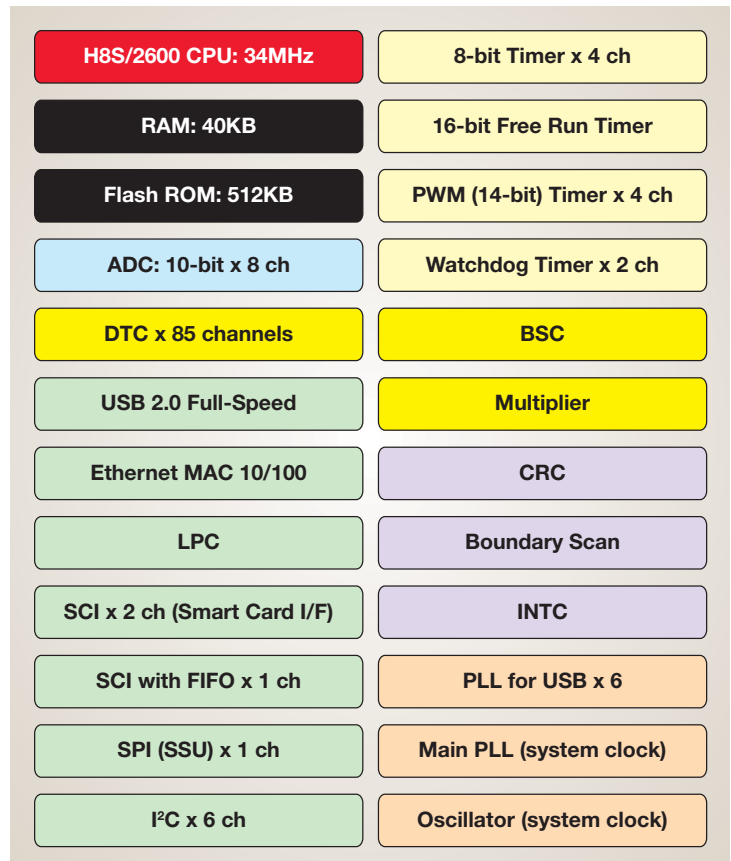 H8S/2600 CPU: 34MHz
RAM: 40KB
Flash ROM: 512KB
ADC: 10-bit x 8 ch
DTC x 85 channels
USB 2.0 Full-Speed
Ethernet MAC 10/100
LPC
SCI x 2 ch (Smart Card I/F)
SCI with FIFO x 1 ch
SPI (SSU) x 1 ch
I²C x 6 ch
8-bit Timer x 4 ch
16-bit Free Run Timer
PWM (14-bit) Timer x 4 ch
Watchdog Timer x 2 ch
BSC
Multiplier
CRC
Boundary Scan
INTC
PLL for USB x 6
Main PLL (system clock)
Oscillator (system clock)